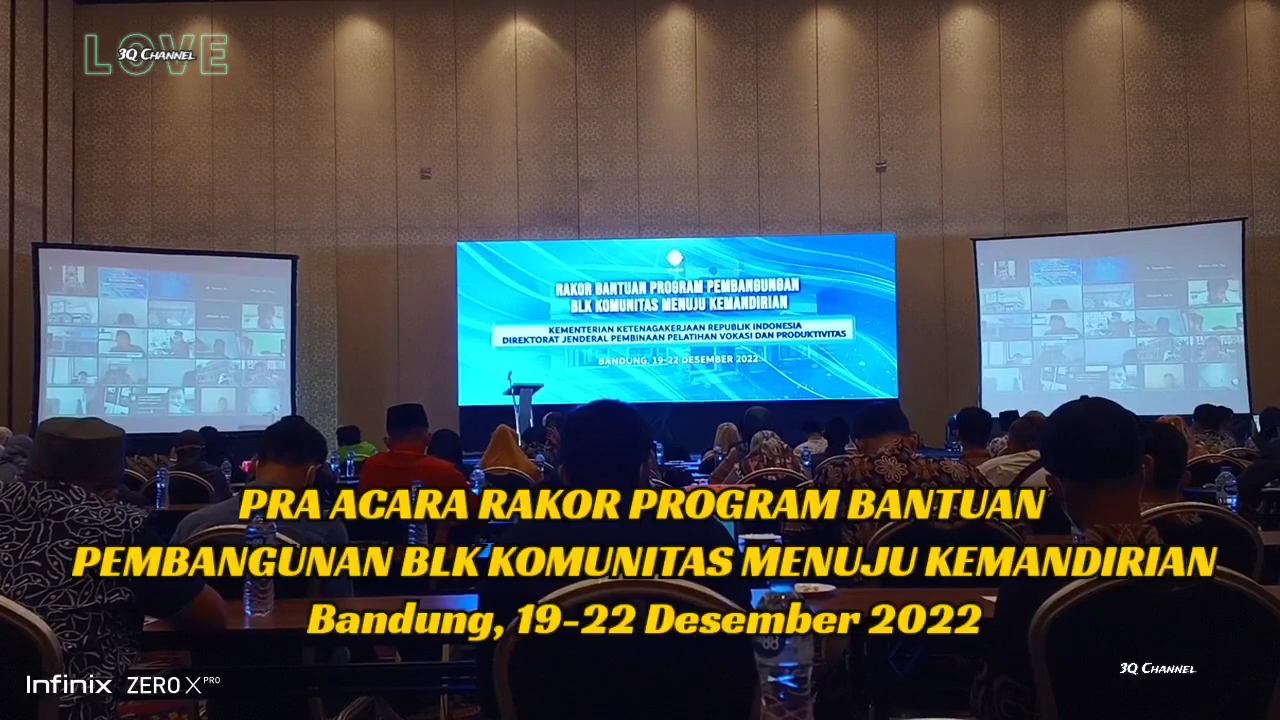 LOVE
3Q CHANNEL
RAKOR BANTUAN PROGRAM PEMBANGUNGAN
BLK KOMUNITAS MENUJU KEMANDIRIAN
KEMENTERIAN KETENAGAKERJAAN REPUBLIK INDONESIA
DIREKTORAT JENDERAL PEMBINAAN PELATIHAN VOKASI DAN PRODUKTIVITAS
BANDUNG, 19-22 DESEMBER 2022
PRA ACARA RAKOR PROGRAM BANTUAN
PEMBANGUNAN BLK KOMUNITAS MENUJU KEMANDIRIAN
Bandung, 19-22 Desember 2022
3Q CHANNEL
Infinix ZERO X PRO